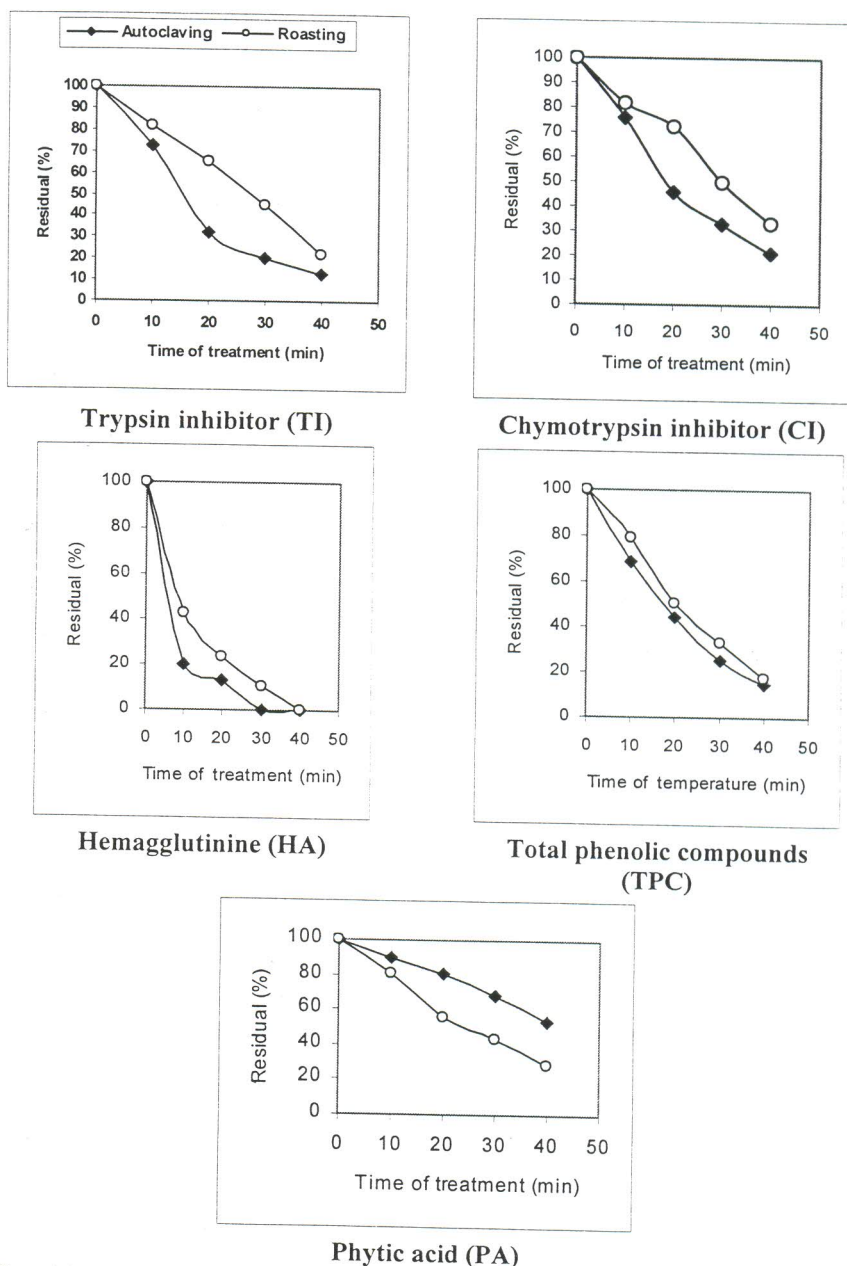 Autoclaving Roasting
Residual (%)
100
90
80
70
60
50
40
30
20
10
0
0 10 20 30 40 50
Time of treatment (min)
Trypsin inhibitor (TI)
Residual (%)
100
90
80
70
60
50
40
30
20
10
0
0 10 20 30 40 50
Time of treatment (min)
Chymotrypsin inhibitor (CI)
Residual (%)
100
80
60
40
20
0
0 10 20 30 40 50
Time of treatment (min)
Hemagglutinine (HA)
Residual (%)
100
80
60
40
20
0
0 10 20 30 40 50
Time of temperature (min)
Total phenolic compounds
(TPC)
Residual (%)
100
80
60
40
20
0
0 10 20 30 40 50
Time of treatment (min)
Phytic acid (PA)